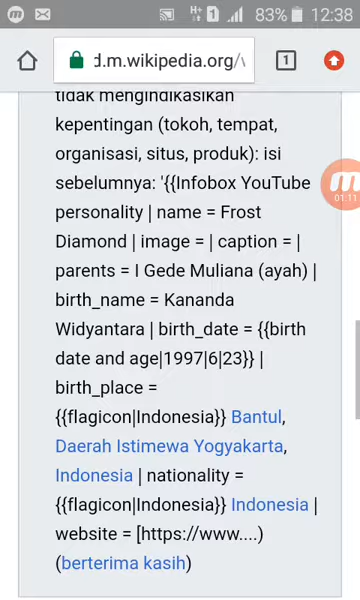 83% 12:38
d.m.wikipedia.org/w
1
tidak mengindikasikan
kepentingan (tokoh, tempat,
organisasi, situs, produk): isi
sebelumnya: '{{Infobox YouTube
personality | name = Frost
Diamond | image = | caption = |
parents = I Gede Muliana (ayah) |
birth_name = Kananda
Widyantara | birth_date = {{birth
date and age|1997|6|23}} |
birth_place =
{{flagicon|Indonesia}} Bantul,
Daerah Istimewa Yogyakarta,
Indonesia | nationality =
{{flagicon|Indonesia}} Indonesia |
website = [https://www....)
(berterima kasih)
01:11